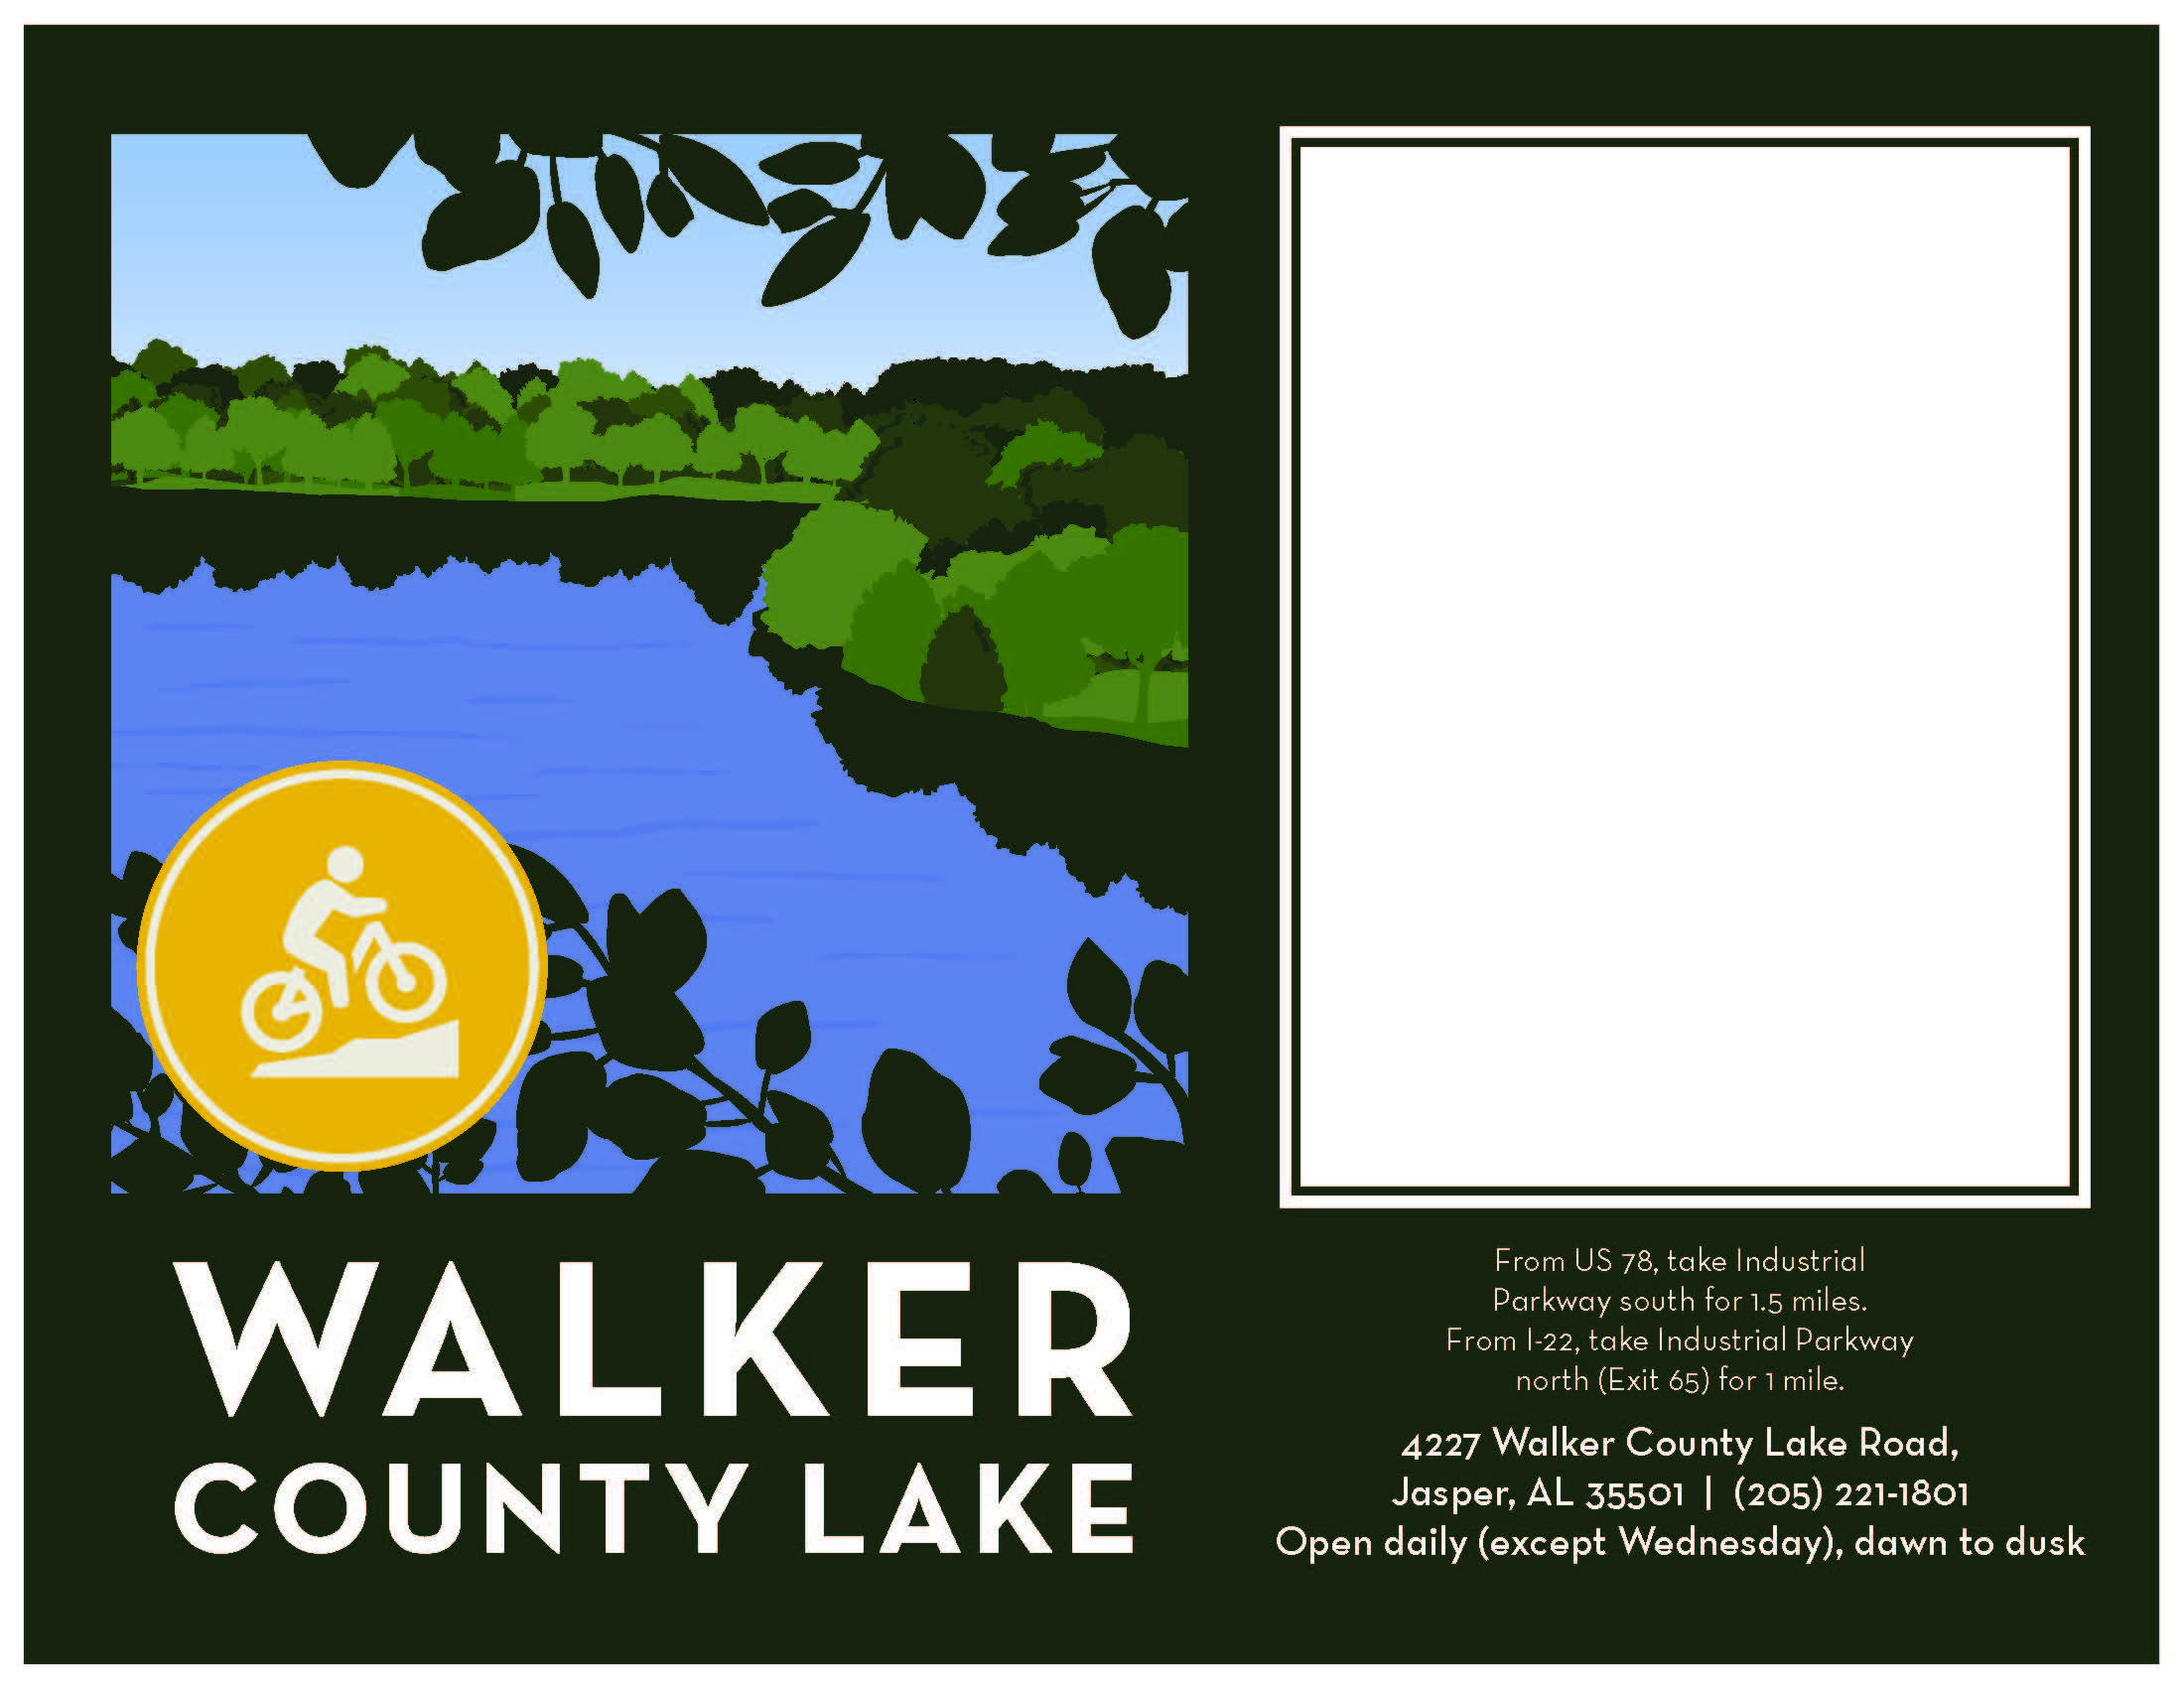 WALKER
COUNTY LAKE
From US 78, take Industrial
Parkway south for 1.5 miles.
From I-22, take Industrial Parkway
north (Exit 65) for 1 mile.
4227 Walker County Lake Road,
Jasper, AL 35501 | (205) 221-1801
Open daily (except Wednesday), dawn to dusk